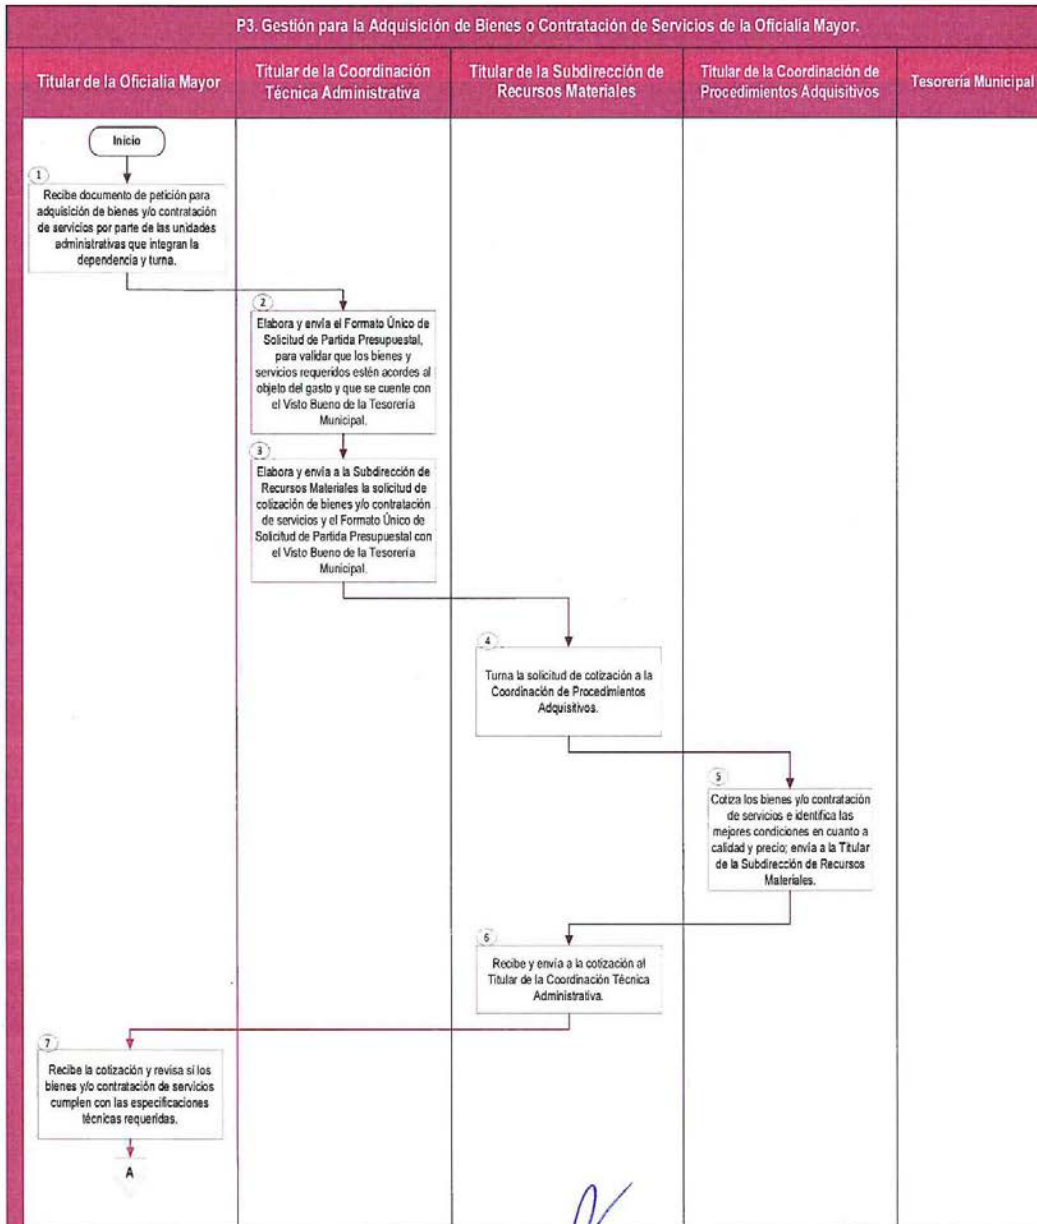 P3. Gestión para la Adquisición de Bienes o Contratación de Servicios de la Oficialía Mayor.
Titular de la Oficialía Mayor
Titular de la Coordinación
Técnica Administrativa
Titular de la Subdirección de
Recursos Materiales
Titular de la Coordinación de
Procedimientos Adquisitivos
Tesorería Municipal
Inicio
1
Recibe documento de petición para
adquisición de bienes y/o contratación
de servicios por parte de las unidades
administrativas que integran la
dependencia y turna.
2
Elabora y envía el Formato Único de
Solicitud de Partida Presupuestal,
para validar que los bienes y
servicios requeridos estén acordes al
objeto del gasto y que se cuente con
el Visto Bueno de la Tesorería
Municipal.
3
Elabora y envía a la Subdirección de
Recursos Materiales la solicitud de
cotización de bienes y/o contratación
de servicios y el Formato Único de
Solicitud de Partida Presupuestal con
el Visto Bueno de la Tesorería
Municipal.
4
Turna la solicitud de cotización a la
Coordinación de Procedimientos
Adquisitivos.
5
Cotiza los bienes y/o contratación
de servicios e identifica las
mejores condiciones en cuanto a
calidad y precio; envía a la Titular
de la Subdirección de Recursos
Materiales.
6
Recibe y envía a la cotización al
Titular de la Coordinación Técnica
Administrativa.
7
Recibe la cotización y revisa si los
bienes y/o contratación de servicios
cumplen con las especificaciones
técnicas requeridas.
A